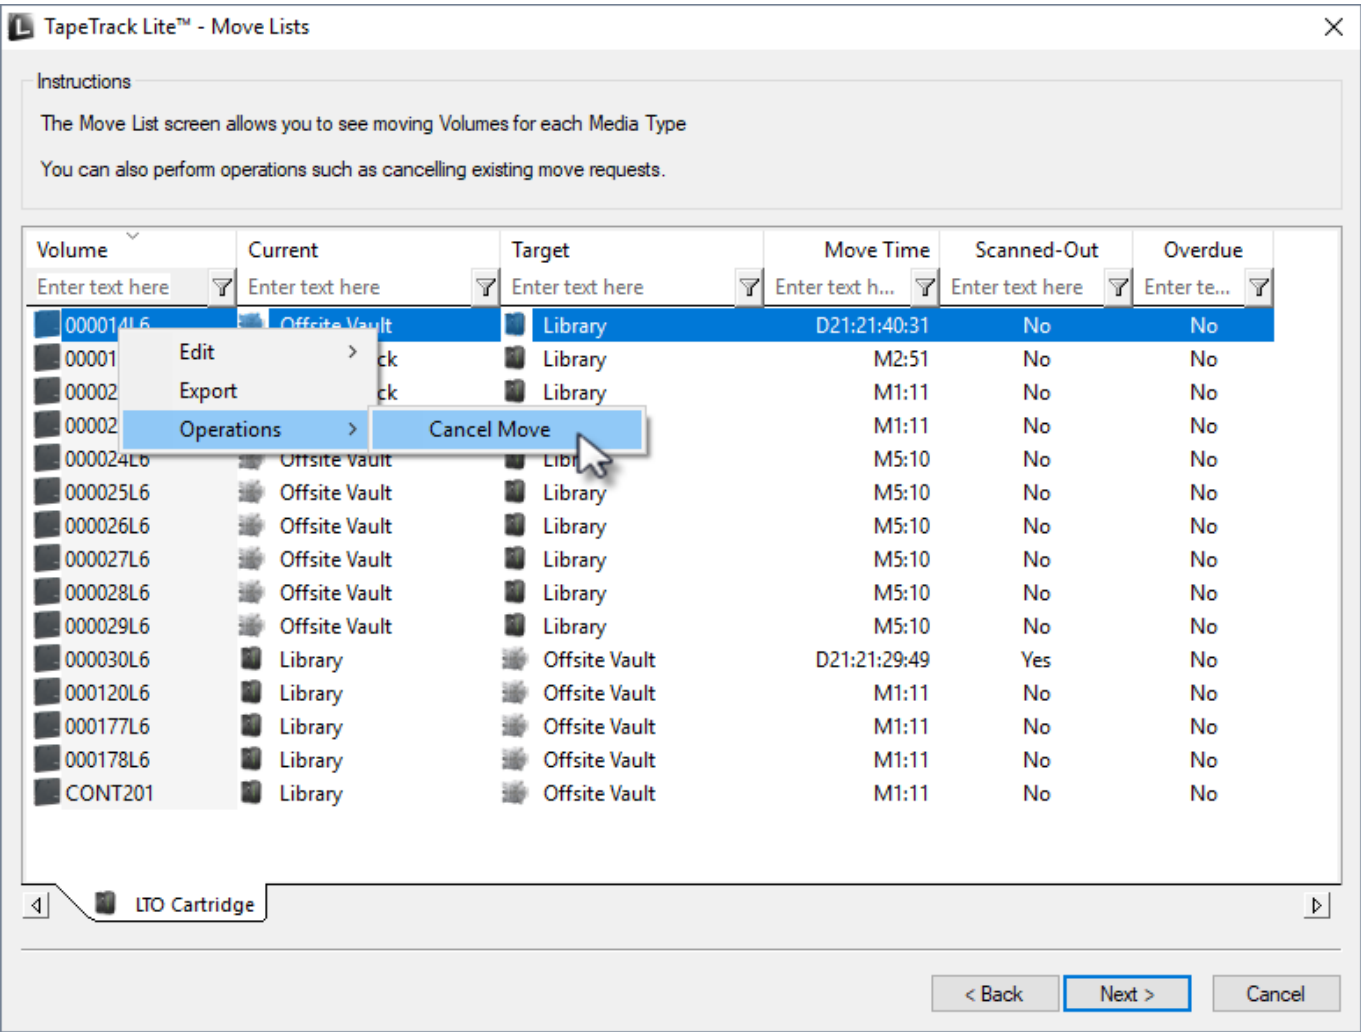 L TapeTrack Lite™ - Move Lists
Instructions
The Move List screen allows you to see moving Volumes for each Media Type
You can also perform operations such as cancelling existing move requests.
Volume Current Target Move Time Scanned-Out Overdue
Enter text here Enter text here Enter text here Enter text h... Enter text here Enter te...
000014L6 Offsite Vault Library D21:21:40:31 No No
00001 ck Library M2:51 No No
00002 ck Library M1:11 No No
00002 M1:11 No No
000024L6 Offsite Vault M5:10 No No
000025L6 Offsite Vault Library M5:10 No No
000026L6 Offsite Vault Library M5:10 No No
000027L6 Offsite Vault Library M5:10 No No
000028L6 Offsite Vault Library M5:10 No No
000029L6 Offsite Vault Library M5:10 No No
000030L6 Library Offsite Vault D21:21:29:49 Yes No
000120L6 Library Offsite Vault M1:11 No No
000177L6 Library Offsite Vault M1:11 No No
000178L6 Library Offsite Vault M1:11 No No
CONT201 Library Offsite Vault M1:11 No No
Edit
Export
Operations
Cancel Move
LTO Cartridge
< Back Next > Cancel